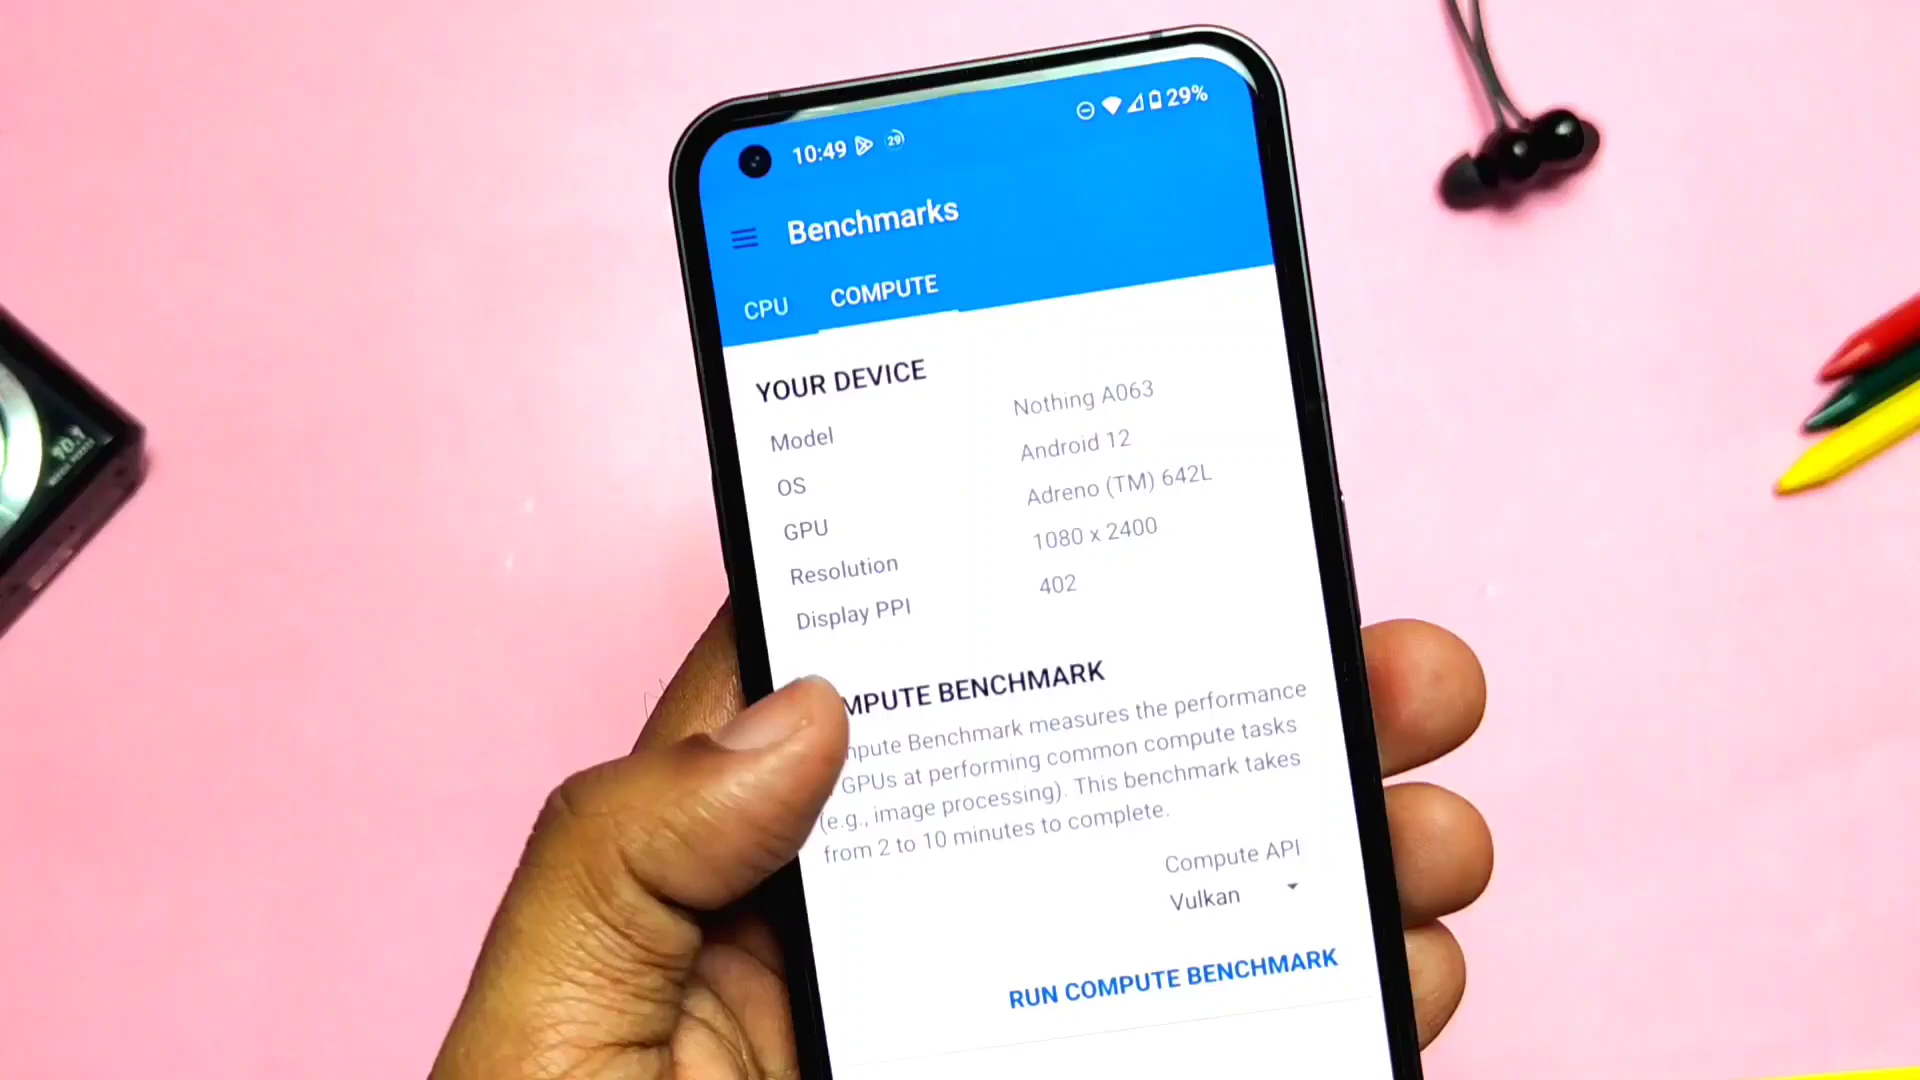 10:49 29 29%
Benchmarks
CPU COMPUTE
YOUR DEVICE
Model Nothing A063
OS Android 12
GPU Adreno (TM) 642L
Resolution 1080 x 2400
Display PPI 402
MPUTE BENCHMARK
mpute Benchmark measures the performance
GPUs at performing common compute tasks
(e.g., image processing). This benchmark takes
from 2 to 10 minutes to complete.
Compute API
Vulkan
RUN COMPUTE BENCHMARK